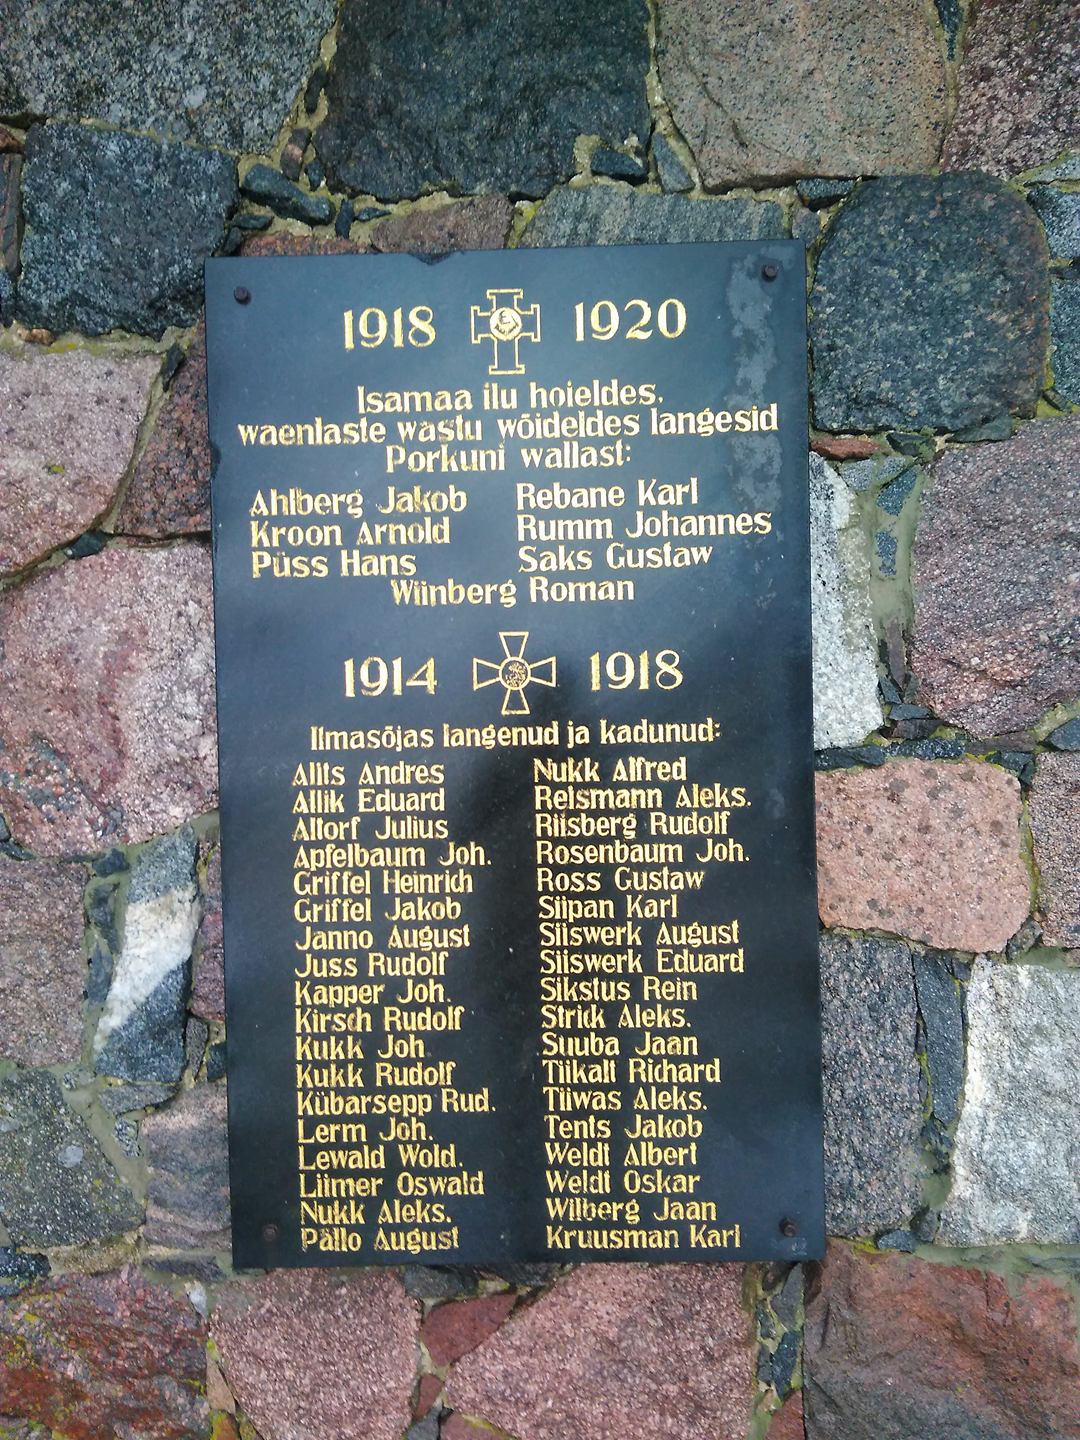 1918 1920
Isamaa ilu hoieldes,
waenlaste wastu wõideldes langesid
Porkuni wallast:
Ahlberg Jakob Rebane Karl
Kroon Arnold Rumm Johannes
Püss Hans Saks Gustaw
Wiinberg Roman
1914 1918
Ilmasõjas langenud ja kadunud:
Alits Andres Nukk Alfred
Allik Eduard Reismann Aleks.
Altorf Julius Riisberg Rudolf
Apfelbaum Joh. Rosenbaum Joh.
Griffel Heinrich Ross Gustaw
Griffel Jakob Siipan Karl
Janno August Siiswerk August
Juss Rudolf Siiswerk Eduard
Kapper Joh. Sikstus Rein
Kirsch Rudolf Strick Aleks.
Kukk Joh. Suuba Jaan
Kukk Rudolf Tiikalt Richard
Kübarsepp Rud. Tiiwas Aleks.
Lerm Joh. Tents Jakob
Lewald Wold. Weldt Albert
Liimer Oswald Weldt Oskar
Nukk Aleks. Wilberg Jaan
Pällo August Kruusman Karl